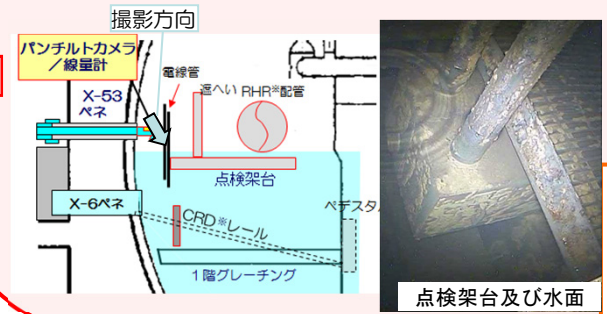 撮影方向
パンチルトカメラ
／線量計
電線管
X-53
ペネ
遮へい
RHR※配管
点検架台
X-6ペネ
ペデスタル
CRD※レール
1階グレーチング
点検架台及び水面